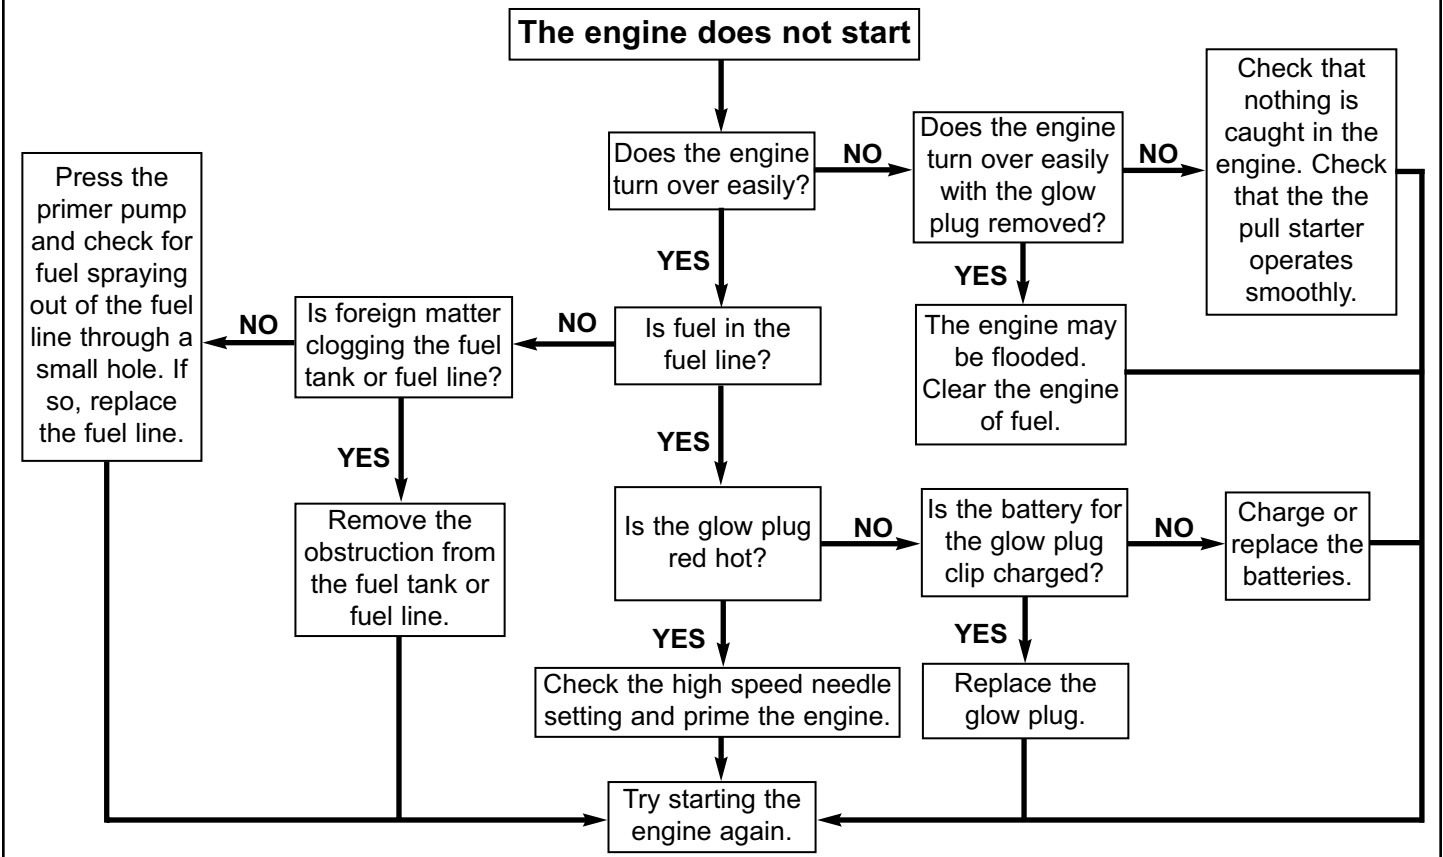 The engine does not start
Does the engine
turn over easily?
NO
Does the engine
turn over easily
with the glow
plug removed?
NO
Check that
nothing is
caught in the
engine. Check
that the the
pull starter
operates
smoothly.
YES
The engine may
be flooded.
Clear the engine
of fuel.
YES
Is fuel in the
fuel line?
NO
Is foreign matter
clogging the fuel
tank or fuel line?
NO
Press the
primer pump
and check for
fuel spraying
out of the fuel
line through a
small hole. If
so, replace
the fuel line.
YES
Remove the
obstruction from
the fuel tank or
fuel line.
YES
Is the glow plug
red hot?
NO
Is the battery for
the glow plug
clip charged?
NO
Charge or
replace the
batteries.
YES
Replace the
glow plug.
YES
Check the high speed needle
setting and prime the engine.
Try starting the
engine again.